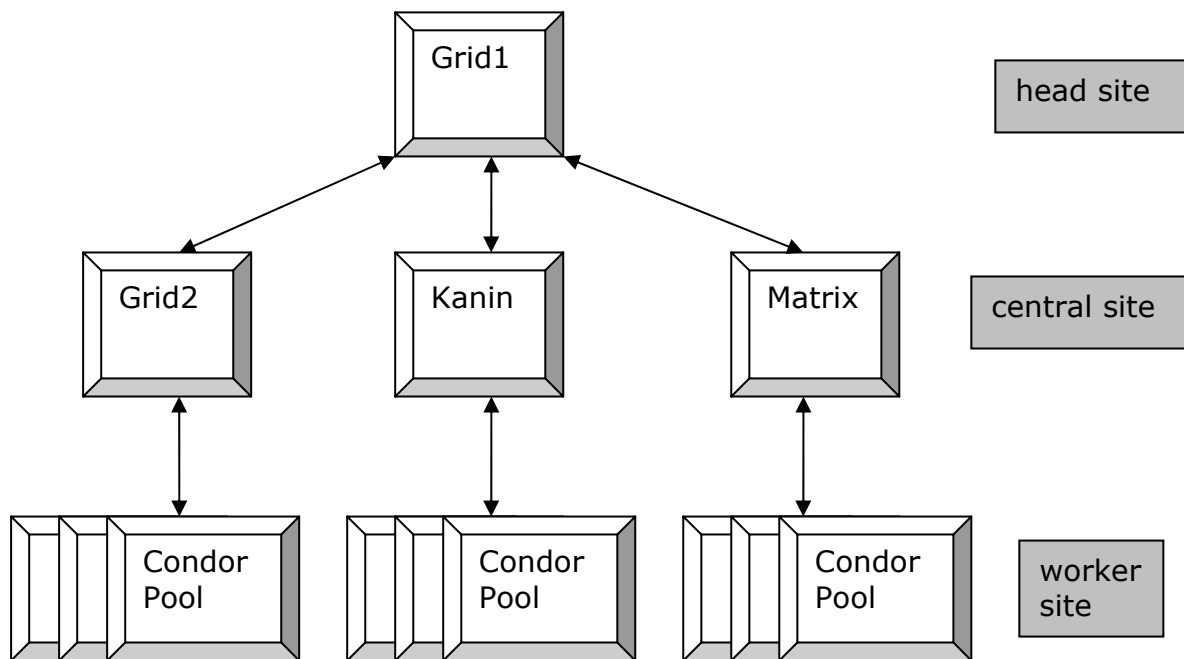 Grid1
head site
Grid2
Kanin
Matrix
central site
Condor
Pool
Condor
Pool
Condor
Pool
worker
site